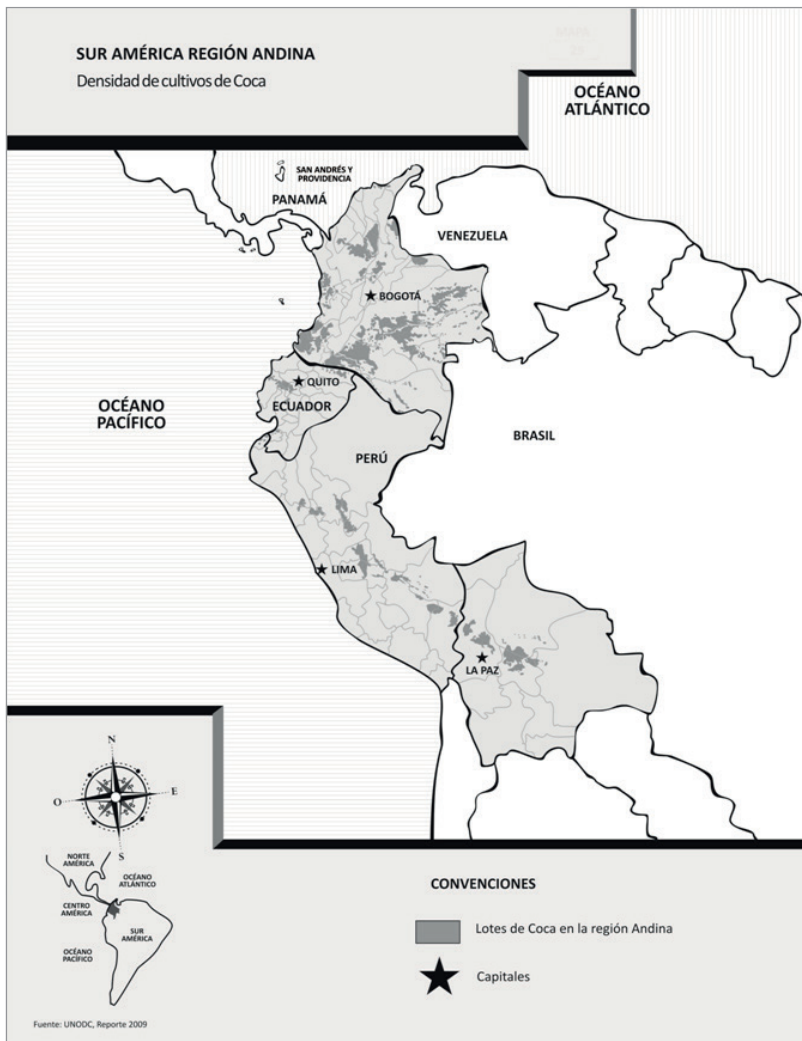 SUR AMÉRICA REGIÓN ANDINA
Densidad de cultivos de Coca
MAPA
25
OCÉANO
ATLÁNTICO
SAN ANDRÉS Y
PROVIDENCIA
PANAMÁ
VENEZUELA
BOGOTÁ
QUITO
ECUADOR
OCÉANO
PACÍFICO
BRASIL
PERÚ
LIMA
LA PAZ
N
O
E
S
NORTE
AMÉRICA
OCÉANO
ATLÁNTICO
CENTRO
AMÉRICA
SUR
AMÉRICA
OCÉANO
PACÍFICO
CONVENCIONES
Lotes de Coca en la región Andina
Capitales
Fuente: UNODC, Reporte 2009